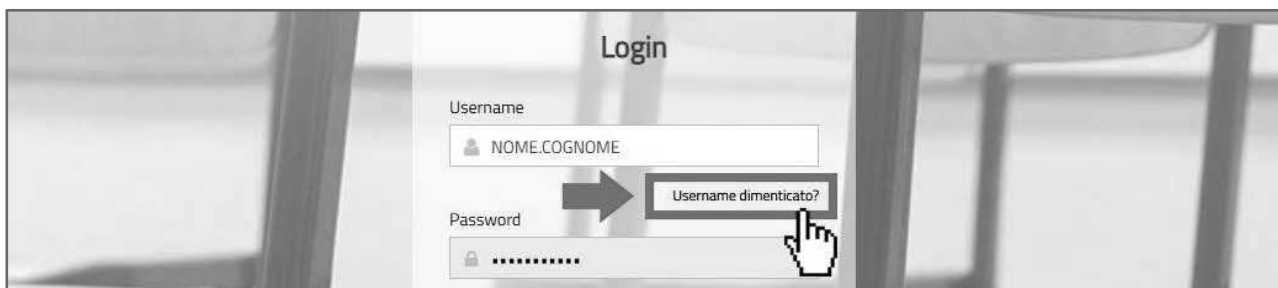 Login
Username
NOME.COGNOME
Username dimenticato?
Password
•••••••••••